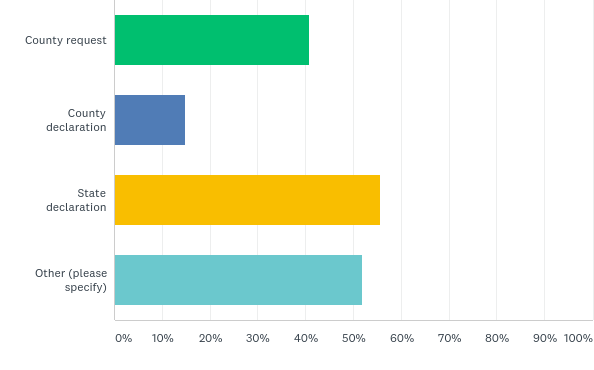 County request
County
declaration
State
declaration
Other (please
specify)
0% 10% 20% 30% 40% 50% 60% 70% 80% 90% 100%